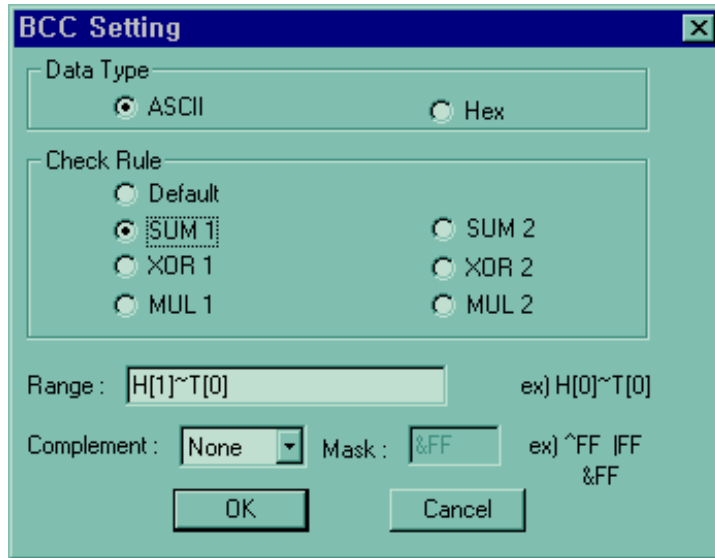 BCC Setting
Data Type
ASCII Hex
Check Rule
Default
SUM 1 SUM 2
XOR 1 XOR 2
MUL 1 MUL 2
Range : H[1]~T[0] ex) H[0]~T[0]
Complement : None Mask : &FF ex) ^FF |FF
&FF
OK Cancel